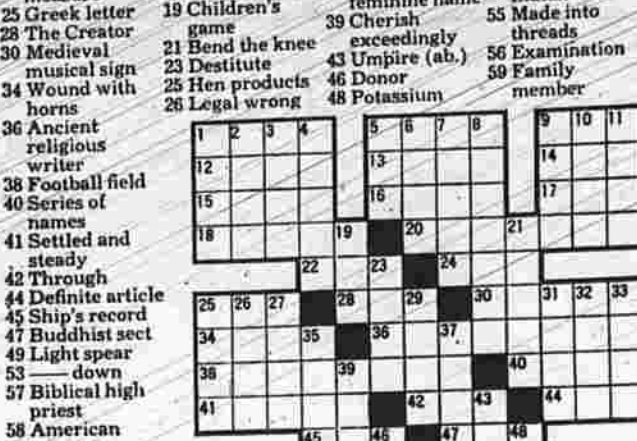 25 Greek letter
28 The Creator
30 Medieval
musical sign
34 Wound with
horns
36 Ancient
religious
writer
38 Football field
40 Series of
names
41 Settled and
steady
42 Through
44 Definite article
45 Ship's record
47 Buddhist sect
49 Light spear
53 —— down
57 Biblical high
priest
58 American
19 Children's
game
21 Bend the knee
23 Destitute
25 Hen products
26 Legal wrong
feminine name
39 Cherish
exceedingly
43 Umpire (ab.)
46 Donor
48 Potassium
55 Made into
threads
56 Examination
59 Family
member
1 2 3 4 5 6 7 8 9 10 11
12 13 14
15 16 17
18 19 20 21
22 23 24
25 26 27 28 29 30 31 32 33
34 35 36 37
38 39 40
41 42 43 44
45 46 47 48